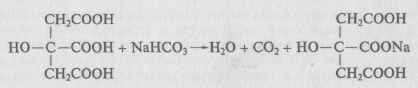 CH₂COOH CH₂COOH
HO—C—COOH + NaHCO₃ → H₂O + CO₂ + HO—C—COONa
CH₂COOH CH₂COOH